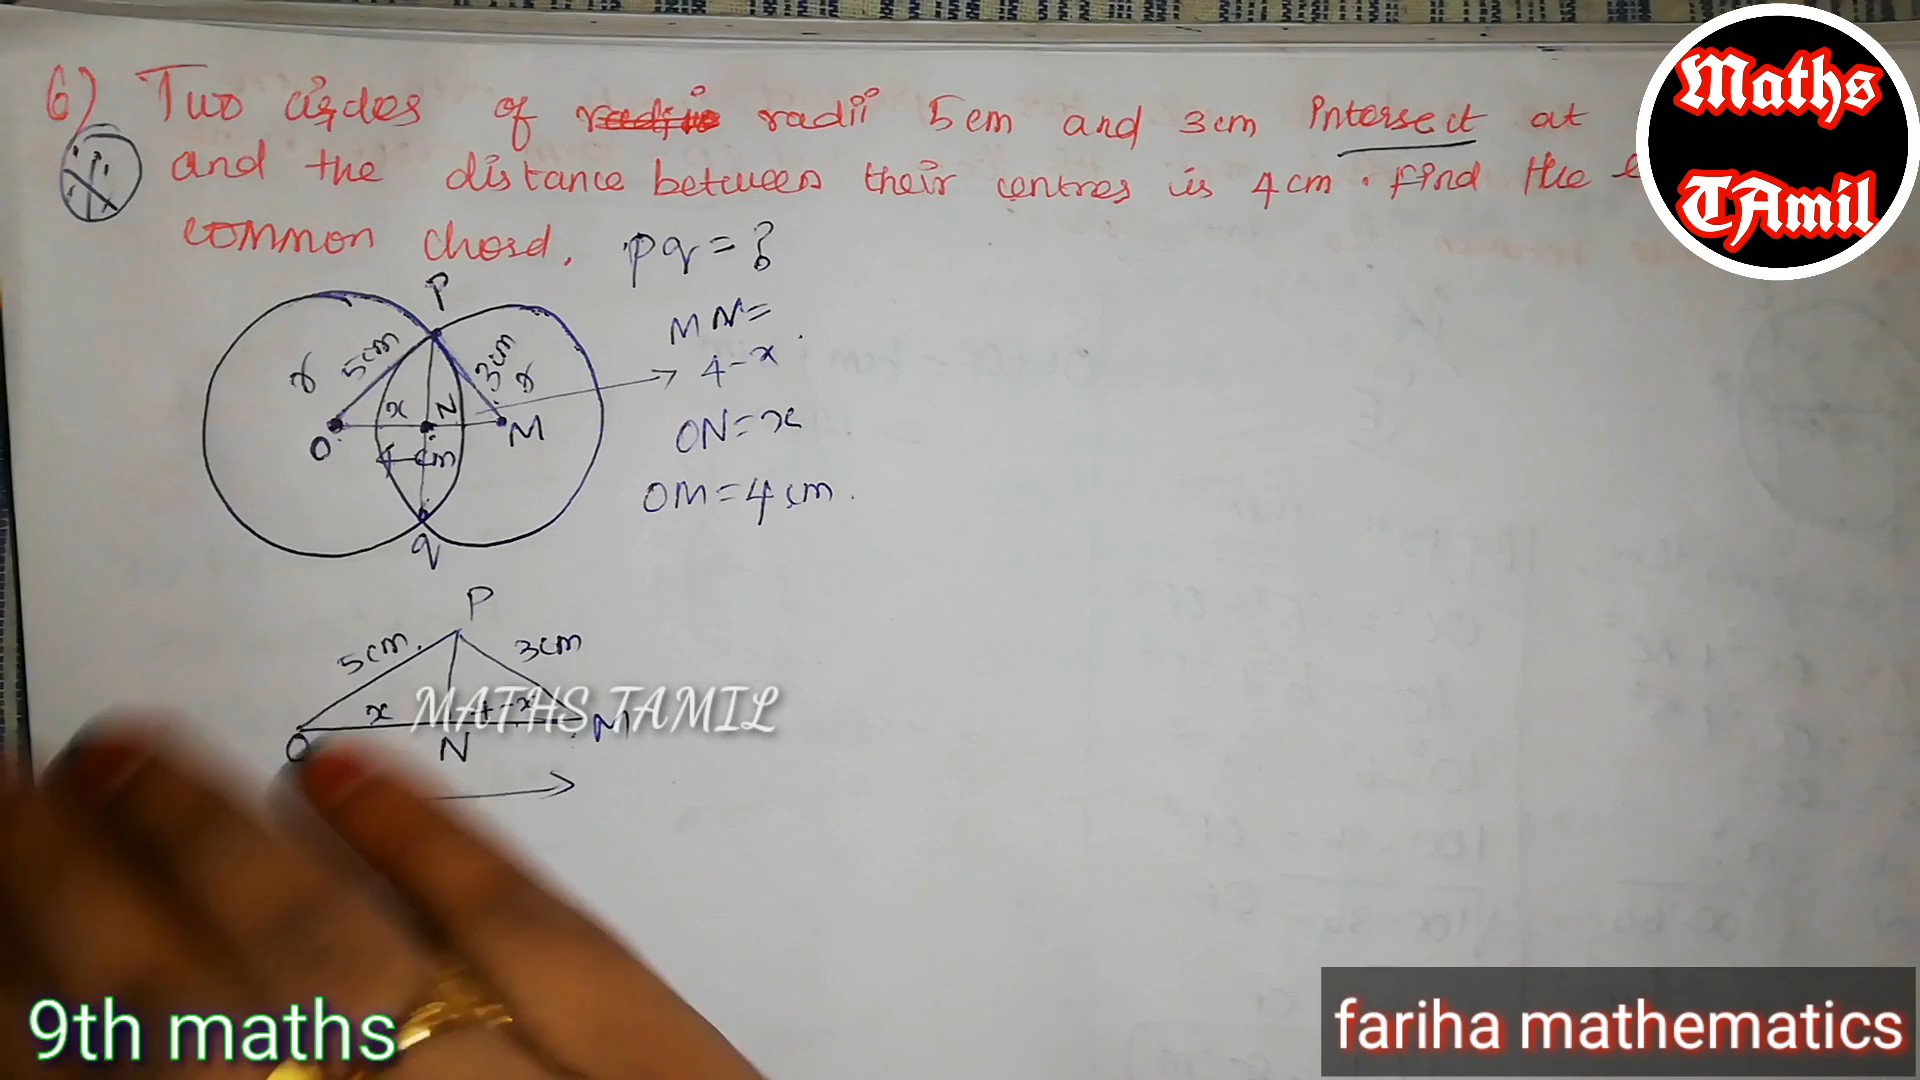 6) Two circles of radii 5cm and 3cm intersect at
and the distance between their centres is 4cm. Find the
common chord. pq = ?
P
MN =
4-x
5cm
3cm
r
r
x
N
O
M
4cm
ON = x
OM = 4cm.
q
P
5cm.
3cm
x
4-x
O
N
M
Maths
TAmil
MATHS TAMIL
9th maths
fariha mathematics